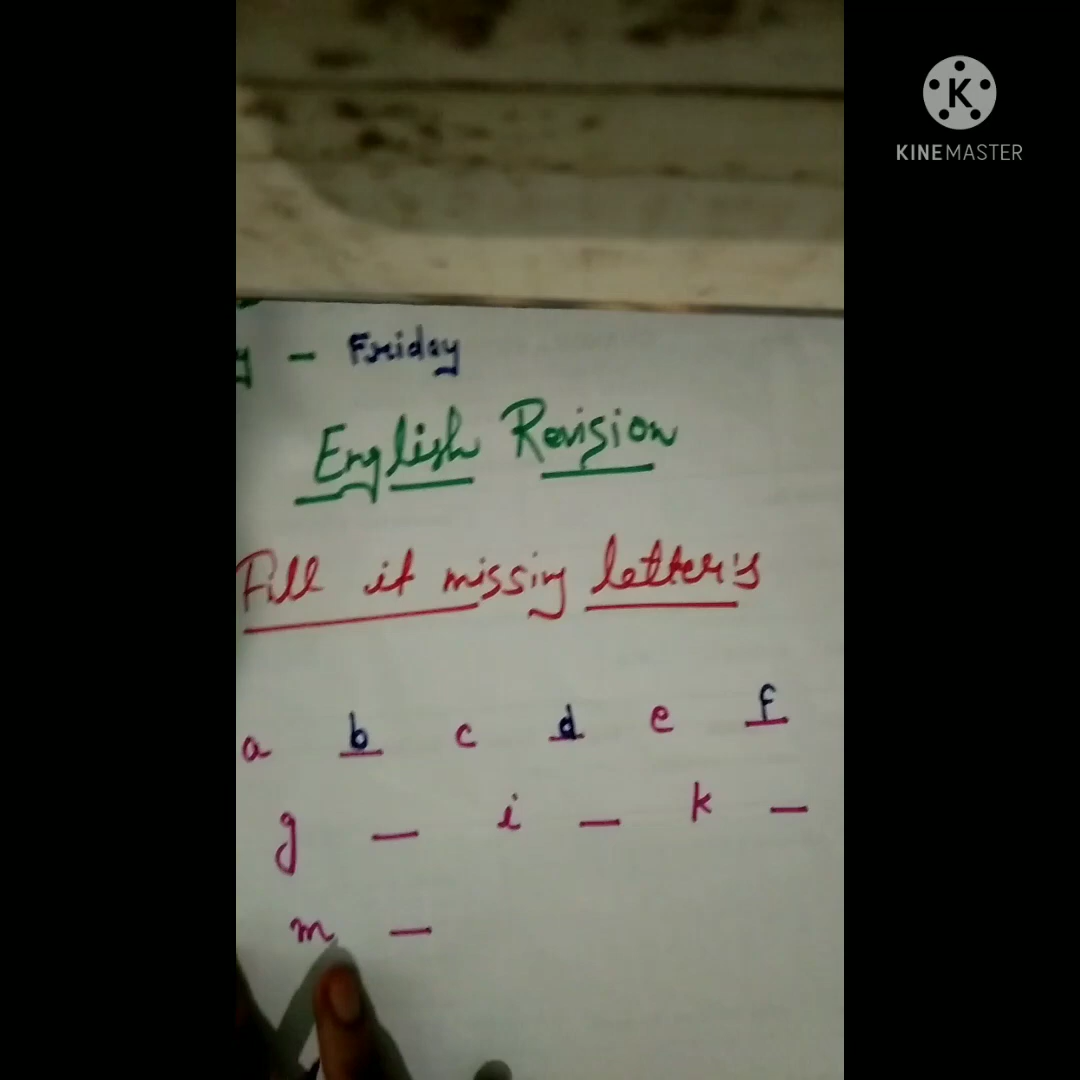 K
KINEMASTER
y - Friday
English Revision
Fill it missing letter's
a b c d e f
g _ i _ k _
m _